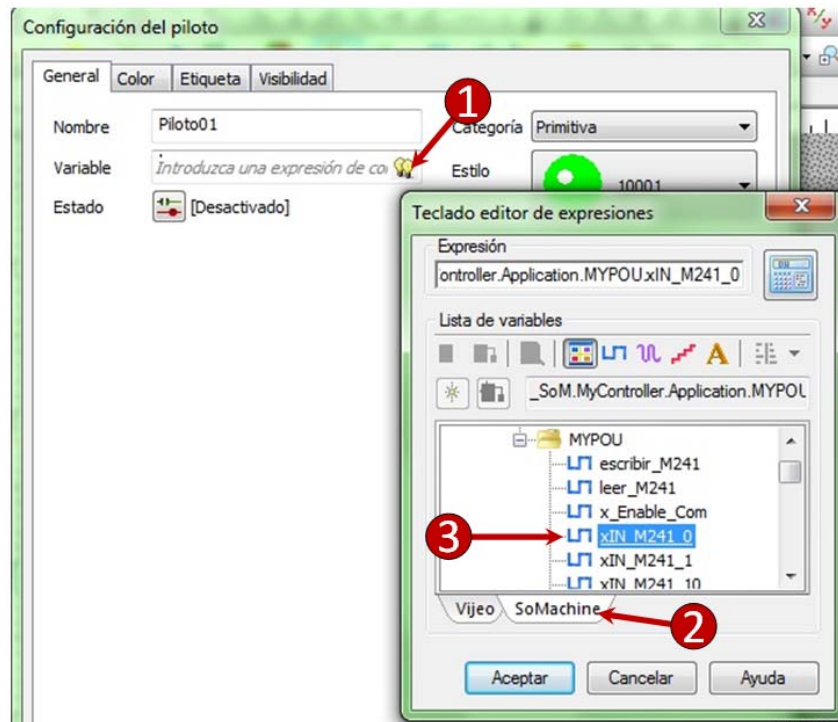 Configuración del piloto
General Color Etiqueta Visibilidad
1
Nombre Piloto01 Categoría Primitiva
Variable Introduzca una expresión de co Estilo
10001
Estado [Desactivado]
Teclado editor de expresiones
Expresión
ontroller.Application.MYPOU.xIN_M241_0
Lista de variables
A
_SoM.MyController.Application.MYPOU
MYPOU
escribir_M241
leer_M241
x_Enable_Com
3 xIN_M241_0
xIN_M241_1
xIN_M241_10
Vijeo SoMachine 2
Aceptar Cancelar Ayuda